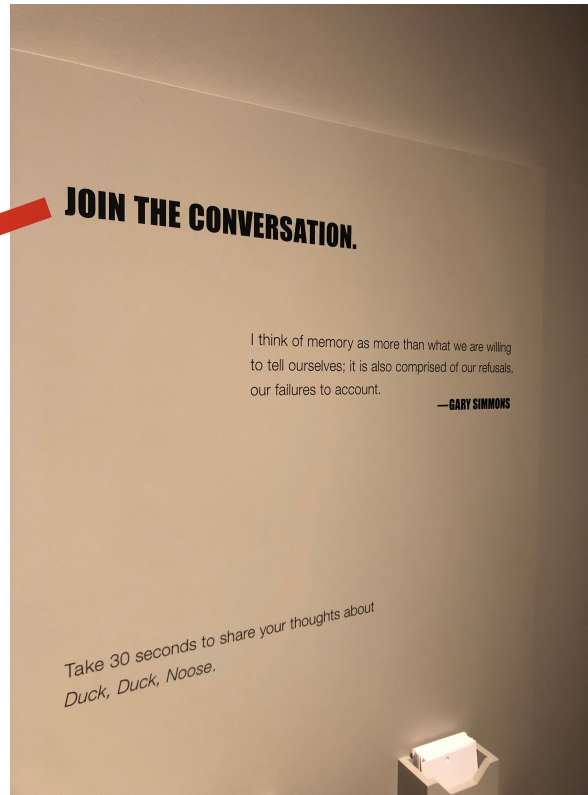 JOIN THE CONVERSATION.
I think of memory as more than what we are willing
to tell ourselves; it is also comprised of our refusals,
our failures to account.
—GARY SIMMONS
Take 30 seconds to share your thoughts about
Duck, Duck, Noose.